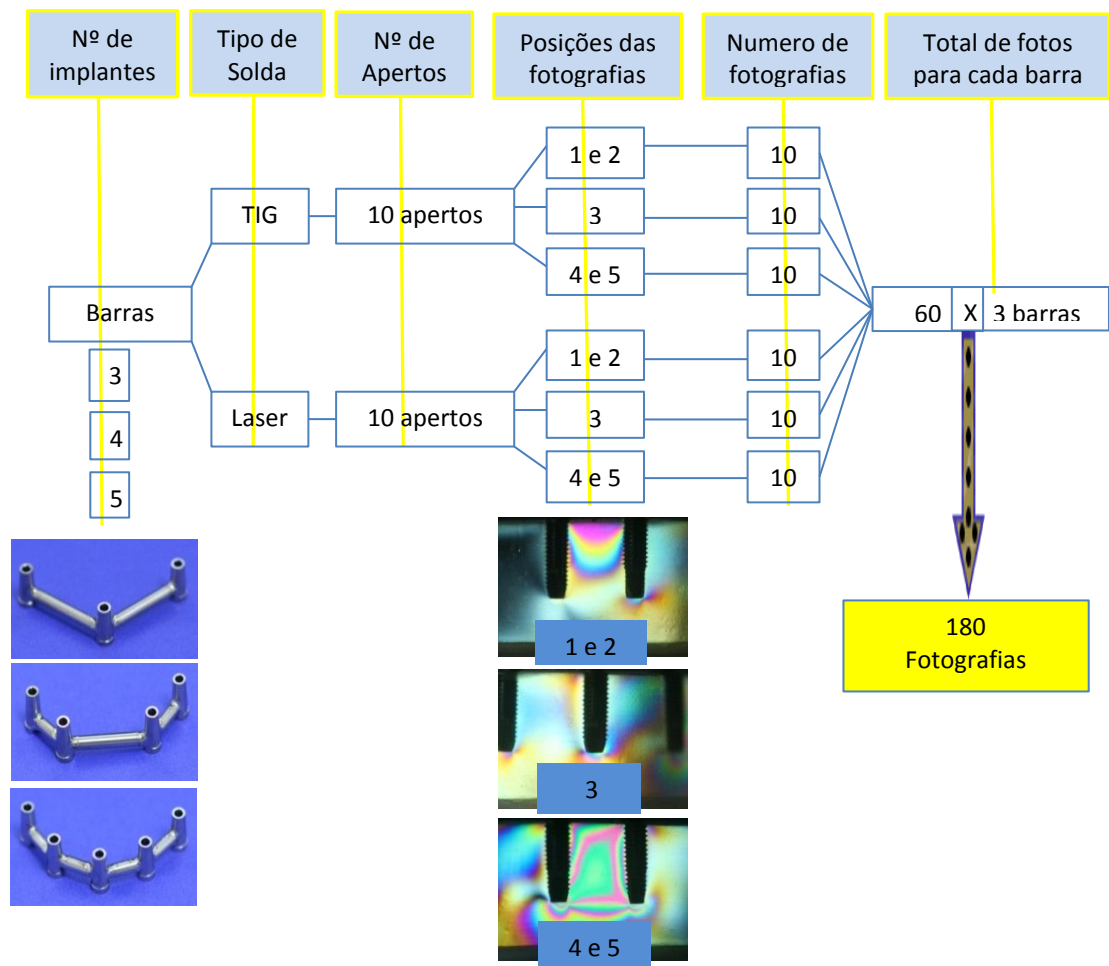 Nº de
implantes
Tipo de
Solda
Nº de
Apertos
Posições das
fotografias
Numero de
fotografias
Total de fotos
para cada barra
1 e 2
10
TIG
10 apertos
3
10
4 e 5
10
Barras
60 X 3 barras
1 e 2
10
3
Laser
10 apertos
3
10
4
4 e 5
10
5
1 e 2
180
Fotografias
3
4 e 5